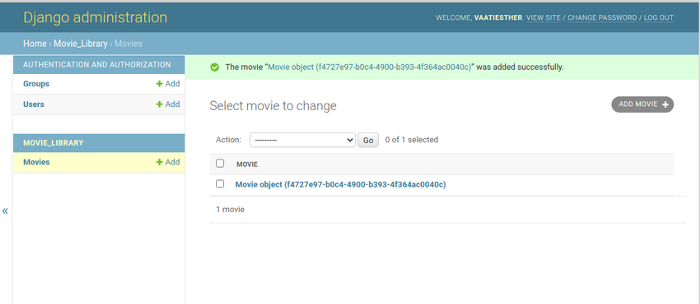 Django administration
WELCOME, VAATIESTHER. VIEW SITE / CHANGE PASSWORD / LOG OUT
Home › Movie_Library › Movies
AUTHENTICATION AND AUTHORIZATION
Groups + Add
Users + Add
MOVIE_LIBRARY
Movies + Add
«
The movie “Movie object (f4727e97-b0c4-4900-b393-4f364ac0040c)” was added successfully.
Select movie to change
ADD MOVIE +
Action: --------- Go 0 of 1 selected
MOVIE
Movie object (f4727e97-b0c4-4900-b393-4f364ac0040c)
1 movie